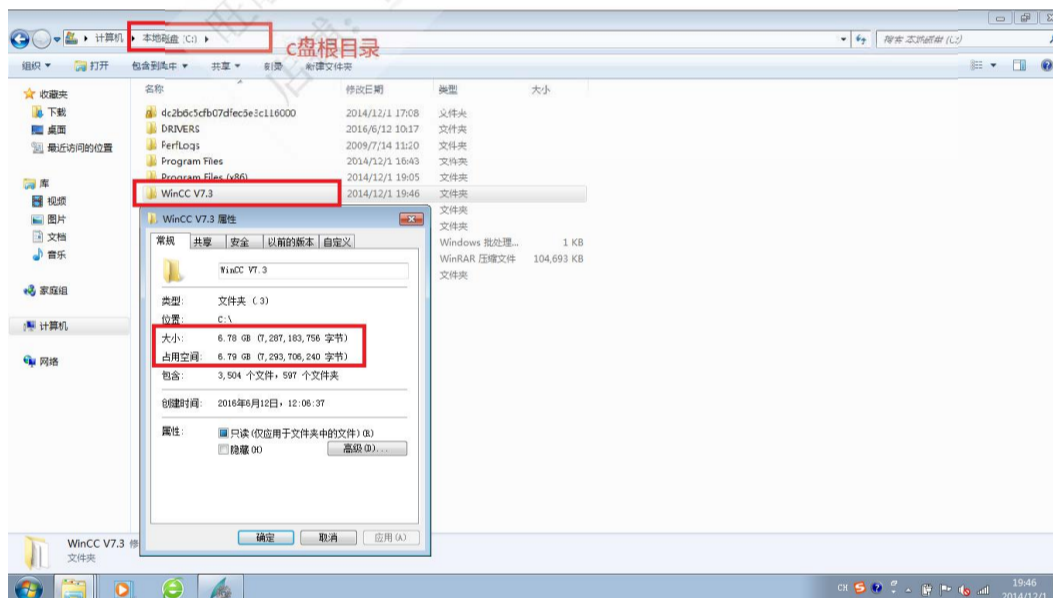 计算机 ▸ 本地磁盘 (C:) ▸
搜索 本地磁盘 (C:)
c盘根目录
组织 打开 包含到库中 共享 刻录 新建文件夹
名称 修改日期 类型 大小
收藏夹
下载
桌面
最近访问的位置
库
视频
图片
文档
音乐
家庭组
计算机
网络
2014/12/1 17:08 文件夹
DRIVERS 2016/6/12 10:17 文件夹
PerfLogs 2009/7/14 11:20 文件夹
Program Files 2014/12/1 16:43 文件夹
Program Files (x86) 2014/12/1 19:05 文件夹
WinCC V7.3 2014/12/1 19:46 文件夹
文件夹
文件夹
Windows 批处理... 1 KB
WinRAR 压缩文件 104,693 KB
文件夹
WinCC V7.3 属性
常规 共享 安全 以前的版本 自定义
WinCC V7.3
类型: 文件夹 (.3)
位置: C:\
大小: 6.78 GB (7,287,183,756 字节)
占用空间: 6.79 GB (7,293,706,240 字节)
包含: 3,504 个文件, 597 个文件夹
创建时间: 2016年6月12日, 12:06:37
属性: 只读(仅应用于文件夹中的文件)(R)
隐藏(H) 高级(D)...
确定 取消 应用(A)
WinCC V7.3 修
文件夹
CH
19:46
2014/12/1